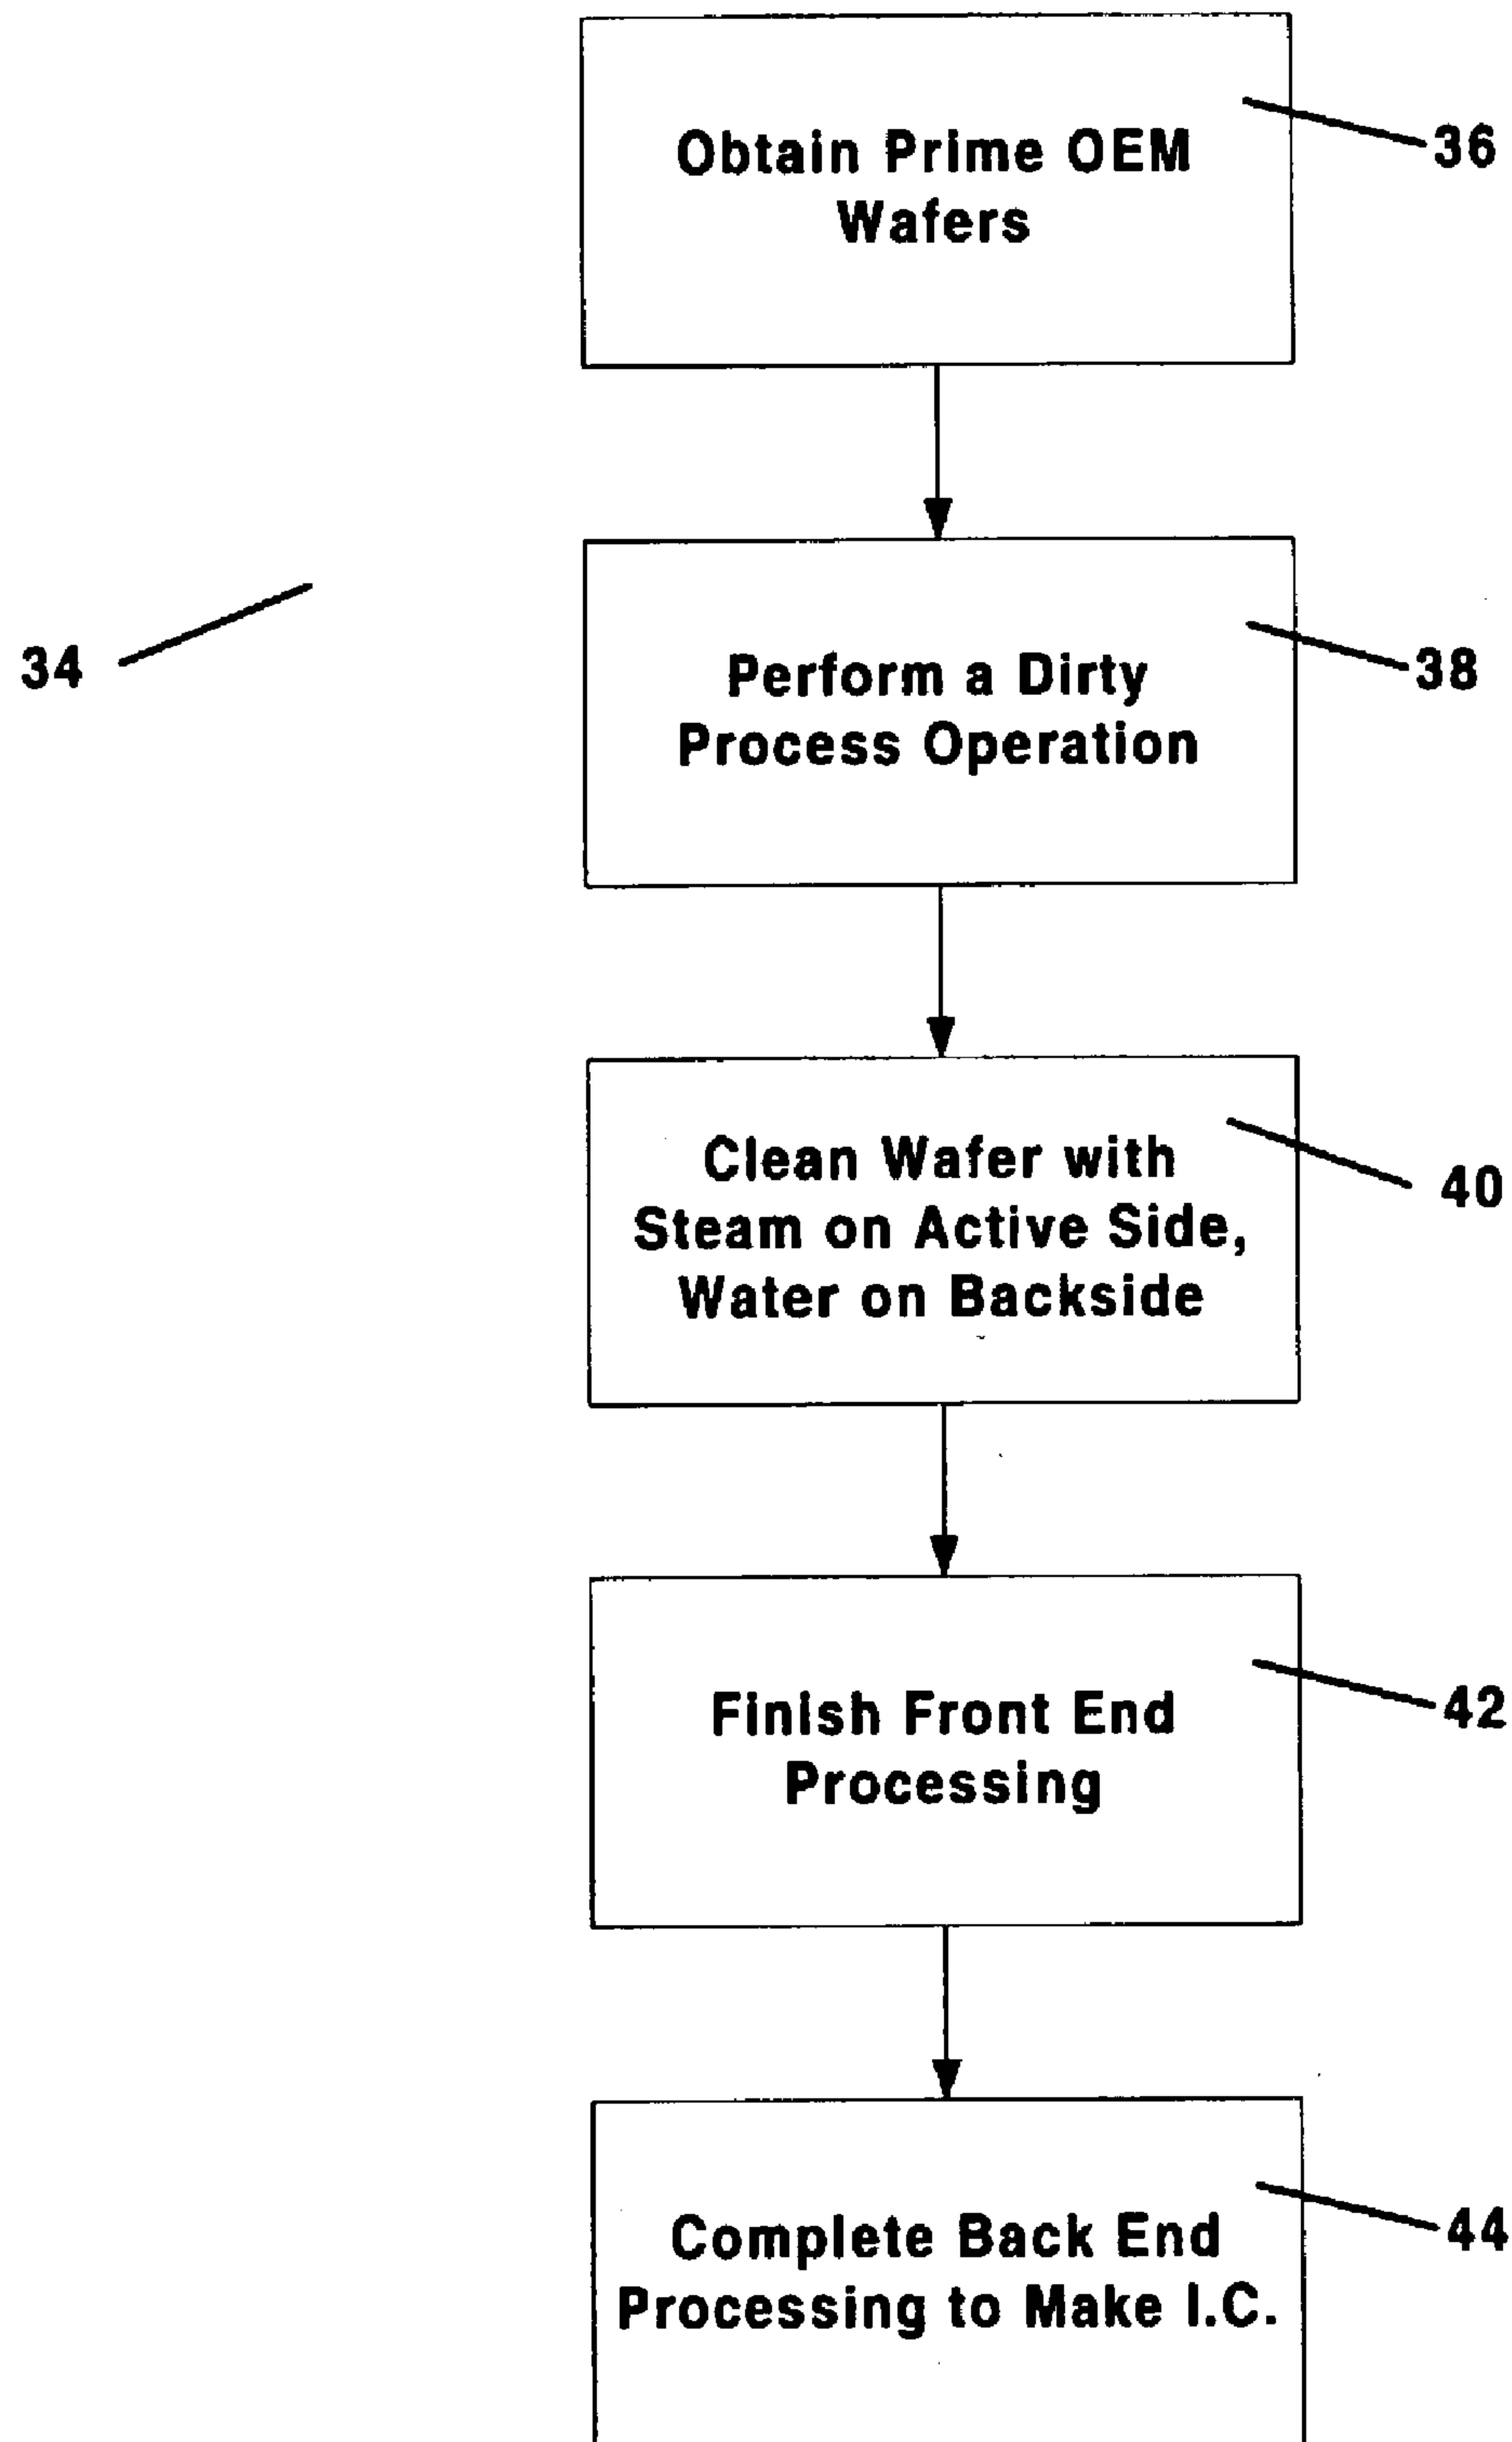 Obtain Prime OEM
Wafers
36
34
Perform a Dirty
Process Operation
38
Clean Wafer with
Steam on Active Side,
Water on Backside
40
Finish Front End
Processing
42
Complete Back End
Processing to Make I.C.
44